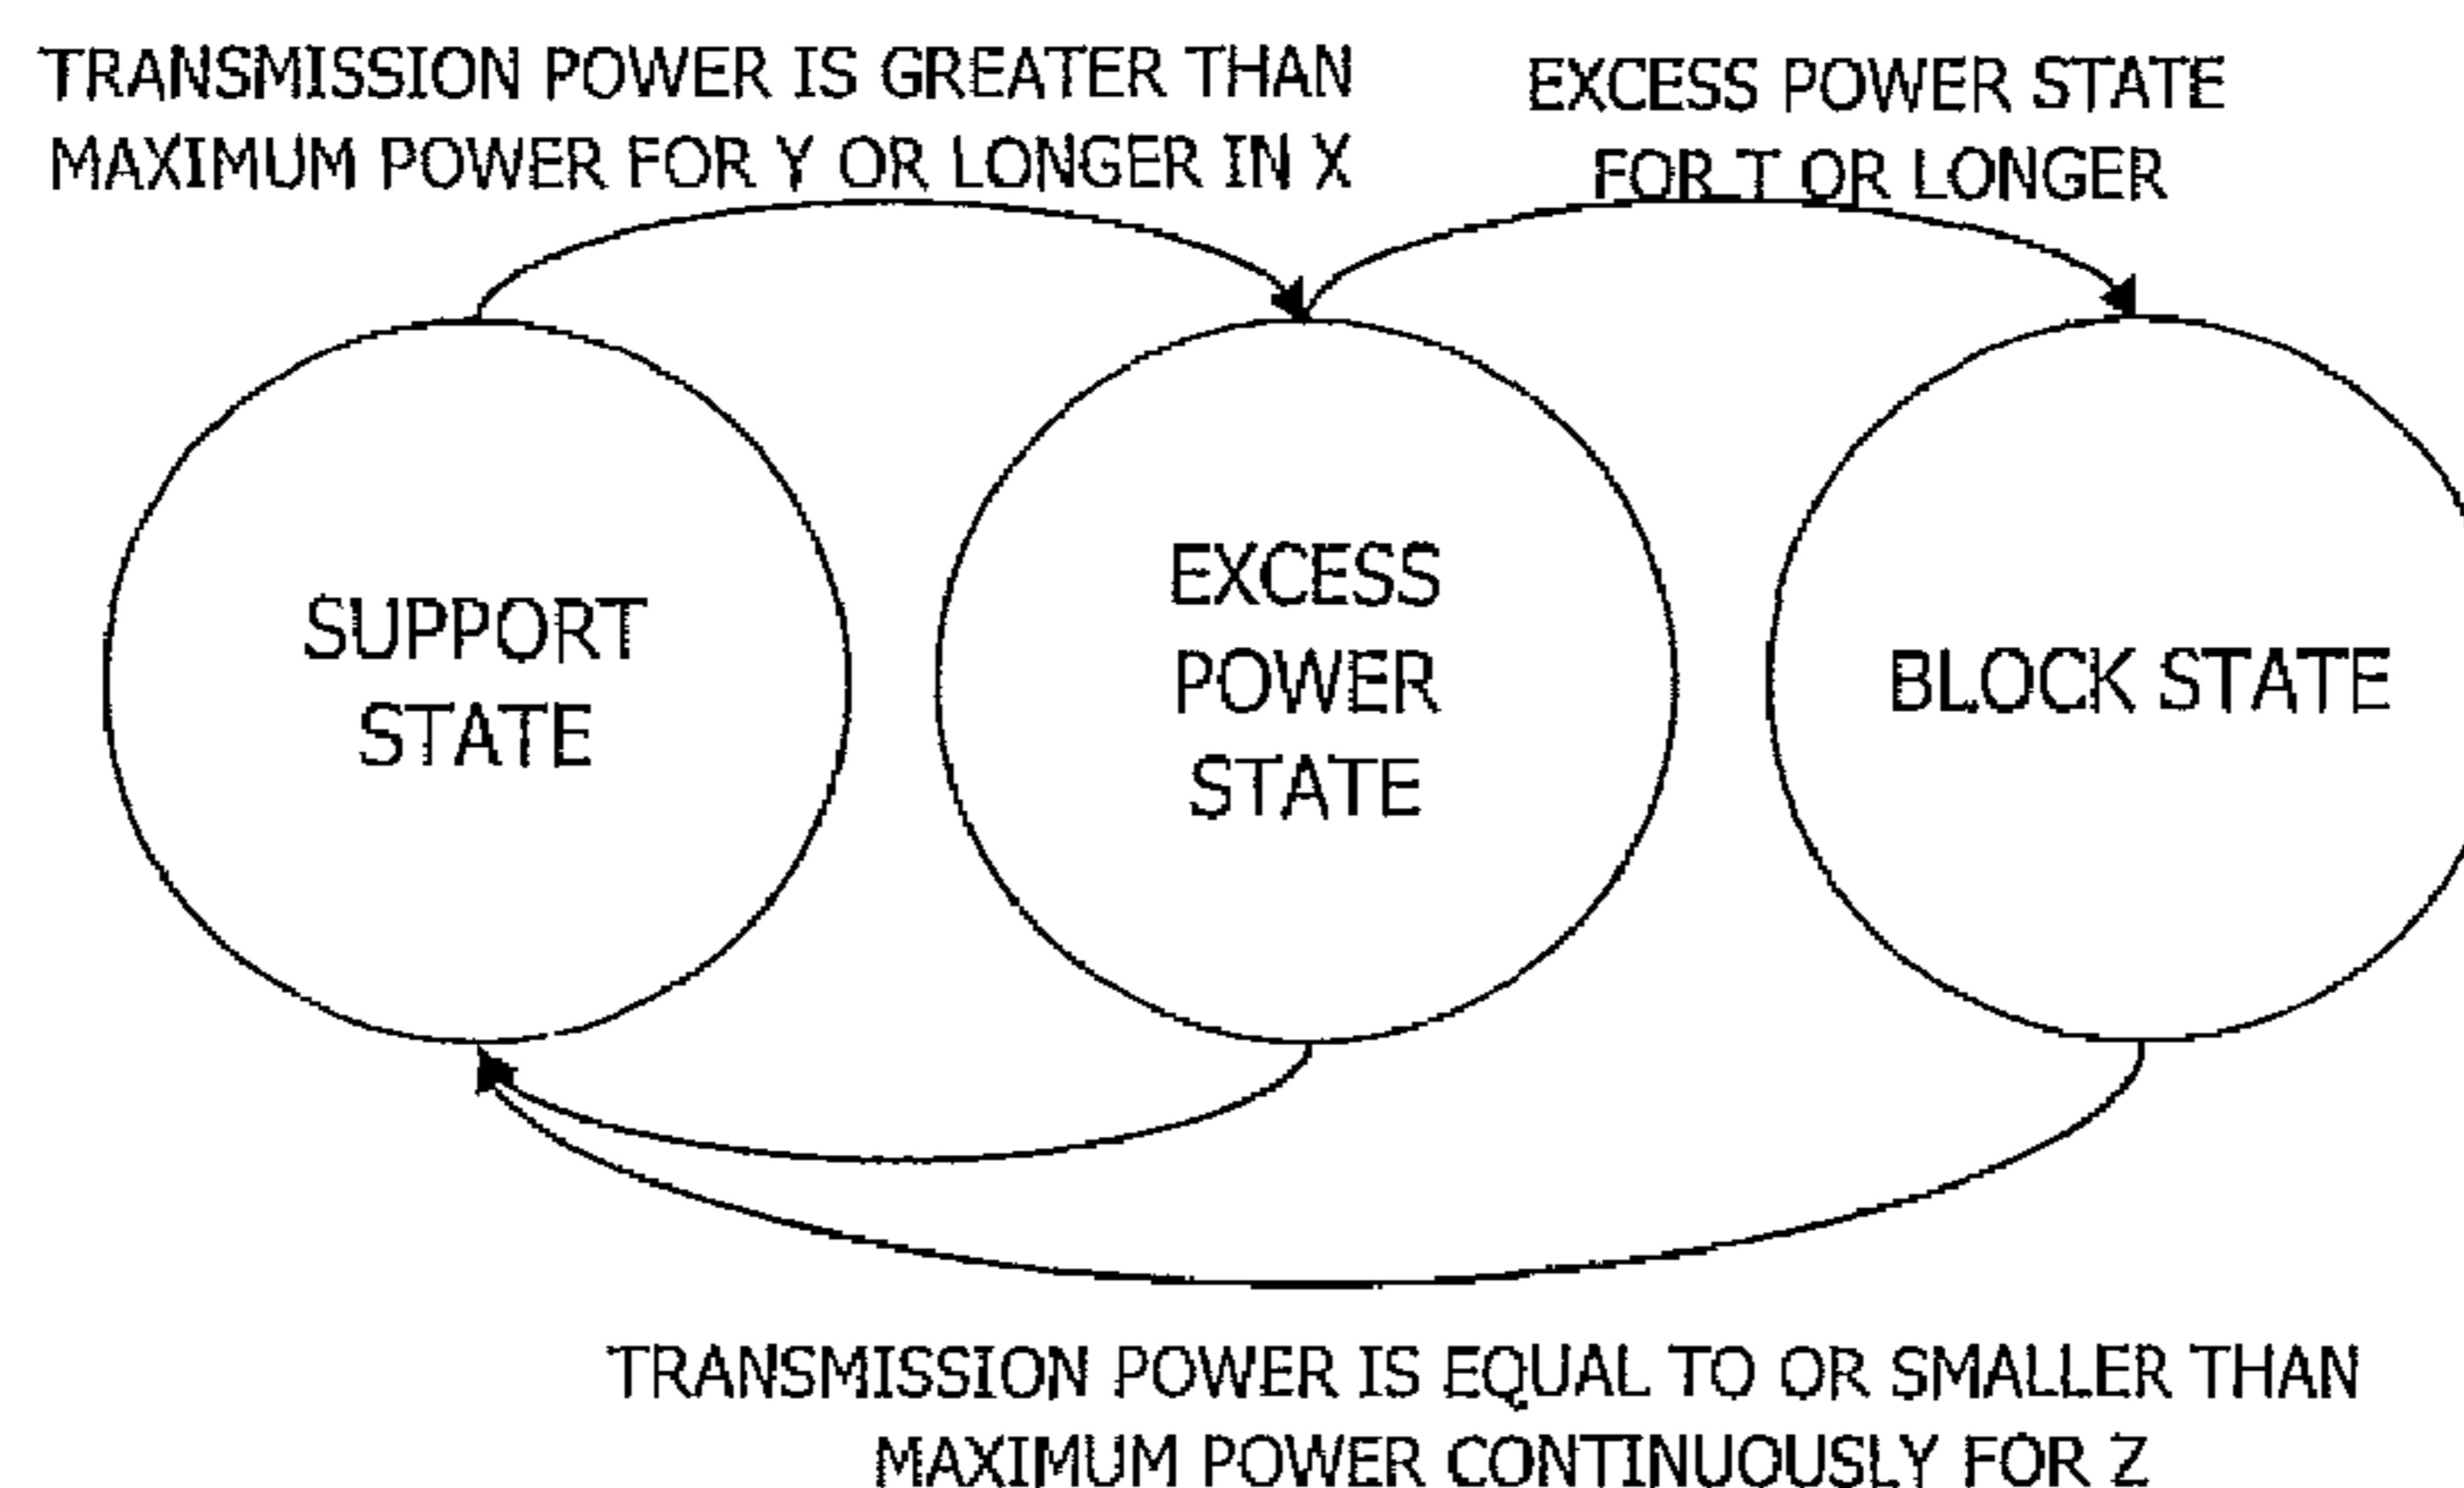 TRANSMISSION POWER IS GREATER THAN
MAXIMUM POWER FOR Y OR LONGER IN X
EXCESS POWER STATE
FOR T OR LONGER
SUPPORT
STATE
EXCESS
POWER
STATE
BLOCK STATE
TRANSMISSION POWER IS EQUAL TO OR SMALLER THAN
MAXIMUM POWER CONTINUOUSLY FOR Z